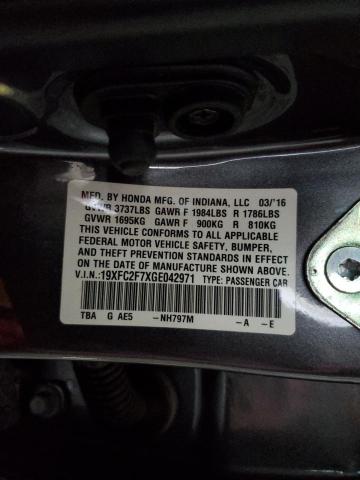 MFD. BY HONDA MFG. OF INDIANA, LLC 03/'16
GVWR 3737LBS GAWR F 1984LBS R 1786LBS
GVWR 1695KG GAWR F 900KG R 810KG
THIS VEHICLE CONFORMS TO ALL APPLICABLE
FEDERAL MOTOR VEHICLE SAFETY, BUMPER,
AND THEFT PREVENTION STANDARDS IN EFFECT
ON THE DATE OF MANUFACTURE SHOWN ABOVE.
V.I.N.: 19XFC2F7XGE042971 TYPE: PASSENGER CAR
TBA G AE5 -NH797M -A -E